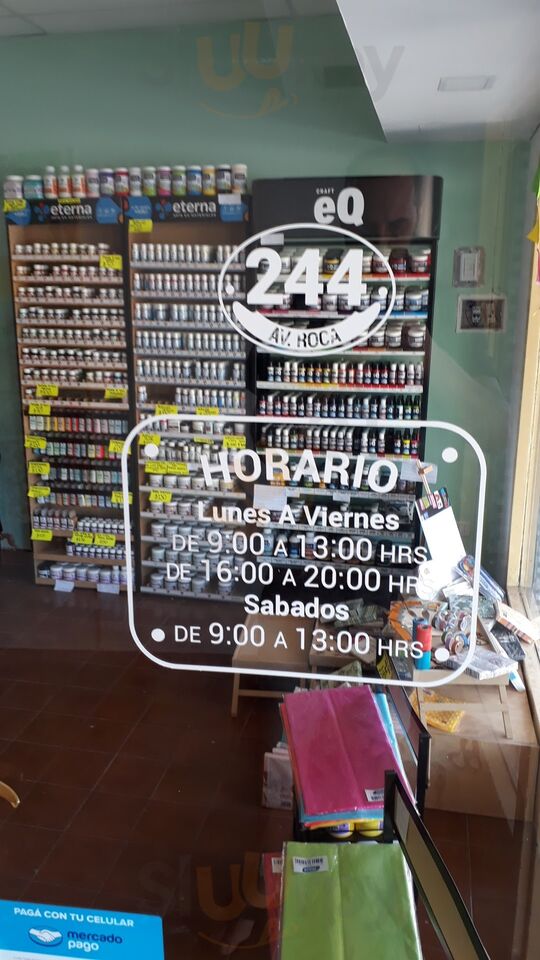 eterna
eterna
CRAFT
eQ
244
AV. ROCA
HORARIO
Lunes A Viernes
DE 9:00 A 13:00 HRS
DE 16:00 A 20:00 HR
Sabados
DE 9:00 A 13:00 HRS
PAGÁ CON TU CELULAR
mercado
pago